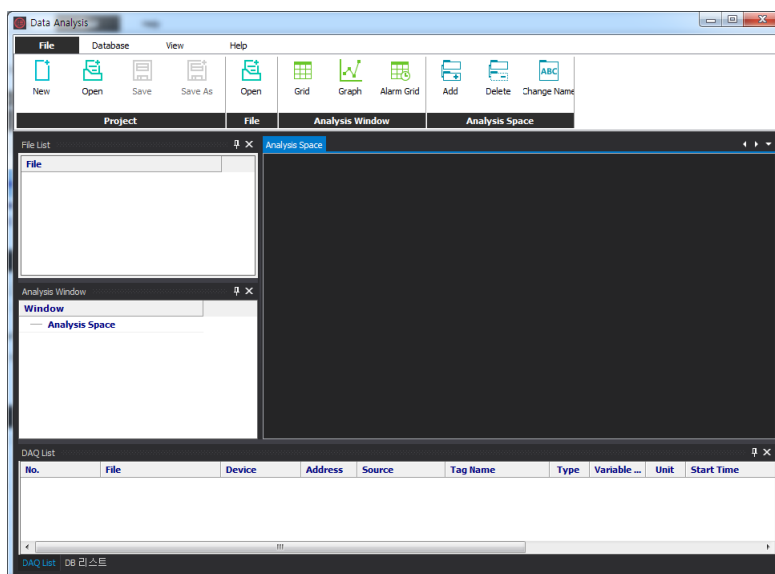 Data Analysis
File Database View Help
New Open Save Save As Open Grid Graph Alarm Grid Add Delete Change Name
ABC
Project File Analysis Window Analysis Space
File List
Analysis Space
File
Analysis Window
Window
Analysis Space
DAQ List
No. File Device Address Source Tag Name Type Variable ... Unit Start Time
DAQ List DB 리스트